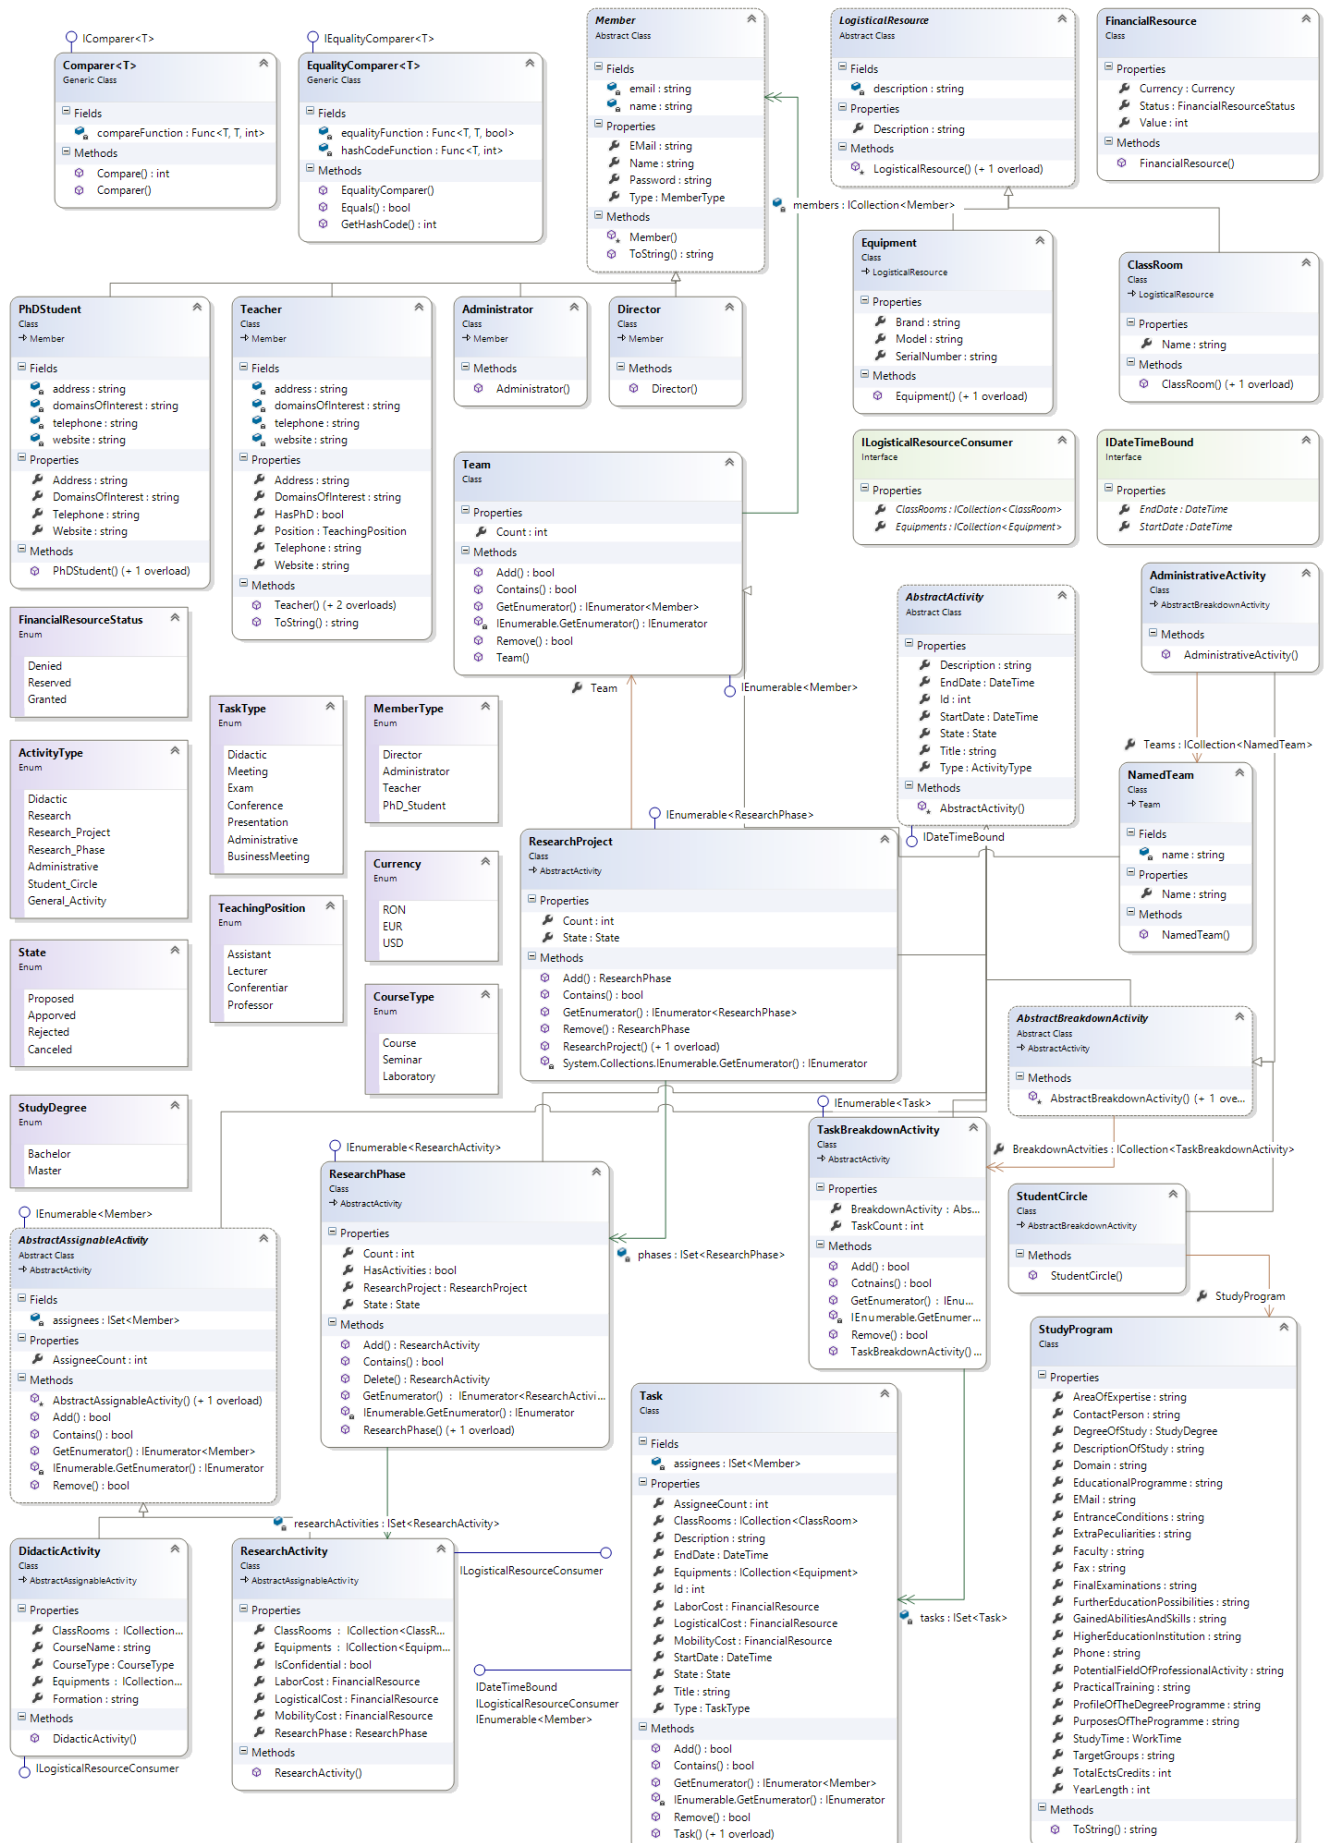 IComparer<T>
Comparer<T>
Generic Class
Fields
compareFunction : Func<T, T, int>
Methods
Compare() : int
Comparer()
IEqualityComparer<T>
EqualityComparer<T>
Generic Class
Fields
equalityFunction : Func<T, T, bool>
hashCodeFunction : Func<T, int>
Methods
EqualityComparer()
Equals() : bool
GetHashCode() : int
Member
Abstract Class
Fields
email : string
name : string
Properties
EMail : string
Name : string
Password : string
Type : MemberType
Methods
Member()
ToString() : string
LogisticalResource
Abstract Class
Fields
description : string
Properties
Description : string
Methods
LogisticalResource() (+ 1 overload)
FinancialResource
Class
Properties
Currency : Currency
Status : FinancialResourceStatus
Value : int
Methods
FinancialResource()
members : ICollection<Member>
Equipment
Class
LogisticalResource
Properties
Brand : string
Model : string
SerialNumber : string
Methods
Equipment() (+ 1 overload)
ClassRoom
Class
LogisticalResource
Properties
Name : string
Methods
ClassRoom() (+ 1 overload)
PhDStudent
Class
Member
Fields
address : string
domainsOfInterest : string
telephone : string
website : string
Properties
Address : string
DomainsOfInterest : string
Telephone : string
Website : string
Methods
PhDStudent() (+ 1 overload)
Teacher
Class
Member
Fields
address : string
domainsOfInterest : string
telephone : string
website : string
Properties
Address : string
DomainsOfInterest : string
HasPhD : bool
Position : TeachingPosition
Telephone : string
Website : string
Methods
Teacher() (+ 2 overloads)
ToString() : string
Administrator
Class
Member
Methods
Administrator()
Director
Class
Member
Methods
Director()
Team
Class
Properties
Count : int
Methods
Add() : bool
Contains() : bool
GetEnumerator() : IEnumerator<Member>
IEnumerable.GetEnumerator() : IEnumerator
Remove() : bool
Team()
IEnumerable<Member>
Team
ILogisticalResourceConsumer
Interface
Properties
ClassRooms : ICollection<ClassRoom>
Equipments : ICollection<Equipment>
IDateTimeBound
Interface
Properties
EndDate : DateTime
StartDate : DateTime
AbstractActivity
Abstract Class
Properties
Description : string
EndDate : DateTime
Id : int
StartDate : DateTime
State : State
Title : string
Type : ActivityType
Methods
AbstractActivity()
IDateTimeBound
AdministrativeActivity
Class
AbstractBreakdownActivity
Methods
AdministrativeActivity()
Teams : ICollection<NamedTeam>
NamedTeam
Class
Team
Fields
name : string
Properties
Name : string
Methods
NamedTeam()
FinancialResourceStatus
Enum
Denied
Reserved
Granted
ActivityType
Enum
Didactic
Research
Research_Project
Research_Phase
Administrative
Student_Circle
General_Activity
TaskType
Enum
Didactic
Meeting
Exam
Conference
Presentation
Administrative
BusinessMeeting
MemberType
Enum
Director
Administrator
Teacher
PhD_Student
Currency
Enum
RON
EUR
USD
TeachingPosition
Enum
Assistant
Lecturer
Conferentiar
Professor
State
Enum
Proposed
Apporved
Rejected
Canceled
CourseType
Enum
Course
Seminar
Laboratory
StudyDegree
Enum
Bachelor
Master
IEnumerable<ResearchPhase>
ResearchProject
Class
AbstractActivity
Properties
Count : int
State : State
Methods
Add() : ResearchPhase
Contains() : bool
GetEnumerator() : IEnumerator<ResearchPhase>
Remove() : ResearchPhase
ResearchProject() (+ 1 overload)
System.Collections.IEnumerable.GetEnumerator() : IEnumerator
AbstractBreakdownActivity
Abstract Class
AbstractActivity
Methods
AbstractBreakdownActivity() (+ 1 ove...
BreakdownActvities : ICollection<TaskBreakdownActivity>
IEnumerable<Task>
TaskBreakdownActivity
Class
AbstractActivity
Properties
BreakdownActivity : Abs...
TaskCount : int
Methods
Add() : bool
Cotnains() : bool
GetEnumerator() : IEnu...
IEnumerable.GetEnumer...
Remove() : bool
TaskBreakdownActivity() ...
StudentCircle
Class
AbstractBreakdownActivity
Methods
StudentCircle()
StudyProgram
IEnumerable<ResearchActivity>
ResearchPhase
Class
AbstractActivity
Properties
Count : int
HasActivities : bool
ResearchProject : ResearchProject
State : State
Methods
Add() : ResearchActivity
Contains() : bool
Delete() : ResearchActivity
GetEnumerator() : IEnumerator<ResearchActivi...
IEnumerable.GetEnumerator() : IEnumerator
ResearchPhase() (+ 1 overload)
phases : ISet<ResearchPhase>
IEnumerable<Member>
AbstractAssignableActivity
Abstract Class
AbstractActivity
Fields
assignees : ISet<Member>
Properties
AssigneeCount : int
Methods
AbstractAssignableActivity() (+ 1 overload)
Add() : bool
Contains() : bool
GetEnumerator() : IEnumerator<Member>
IEnumerable.GetEnumerator() : IEnumerator
Remove() : bool
researchActivities : ISet<ResearchActivity>
DidacticActivity
Class
AbstractAssignableActivity
Properties
ClassRooms : ICollection...
CourseName : string
CourseType : CourseType
Equipments : ICollection...
Formation : string
Methods
DidacticActivity()
ILogisticalResourceConsumer
ResearchActivity
Class
AbstractAssignableActivity
Properties
ClassRooms : ICollection<ClassR...
Equipments : ICollection<Equipm...
IsConfidential : bool
LaborCost : FinancialResource
LogisticalCost : FinancialResource
MobilityCost : FinancialResource
ResearchPhase : ResearchPhase
Methods
ResearchActivity()
ILogisticalResourceConsumer
IDateTimeBound
ILogisticalResourceConsumer
IEnumerable<Member>
Task
Class
Fields
assignees : ISet<Member>
Properties
AssigneeCount : int
ClassRooms : ICollection<ClassRoom>
Description : string
EndDate : DateTime
Equipments : ICollection<Equipment>
Id : int
LaborCost : FinancialResource
LogisticalCost : FinancialResource
MobilityCost : FinancialResource
StartDate : DateTime
State : State
Title : string
Type : TaskType
Methods
Add() : bool
Contains() : bool
GetEnumerator() : IEnumerator<Member>
IEnumerable.GetEnumerator() : IEnumerator
Remove() : bool
Task() (+ 1 overload)
tasks : ISet<Task>
StudyProgram
Class
Properties
AreaOfExpertise : string
ContactPerson : string
DegreeOfStudy : StudyDegree
DescriptionOfStudy : string
Domain : string
EducationalProgramme : string
EMail : string
EntranceConditions : string
ExtraPeculiarities : string
Faculty : string
Fax : string
FinalExaminations : string
FurtherEducationPossibilities : string
GainedAbilitiesAndSkills : string
HigherEducationInstitution : string
Phone : string
PotentialFieldOfProfessionalActivity : string
PracticalTraining : string
ProfileOfTheDegreeProgramme : string
PurposesOfTheProgramme : string
StudyTime : WorkTime
TargetGroups : string
TotalEctsCredits : int
YearLength : int
Methods
ToString() : string